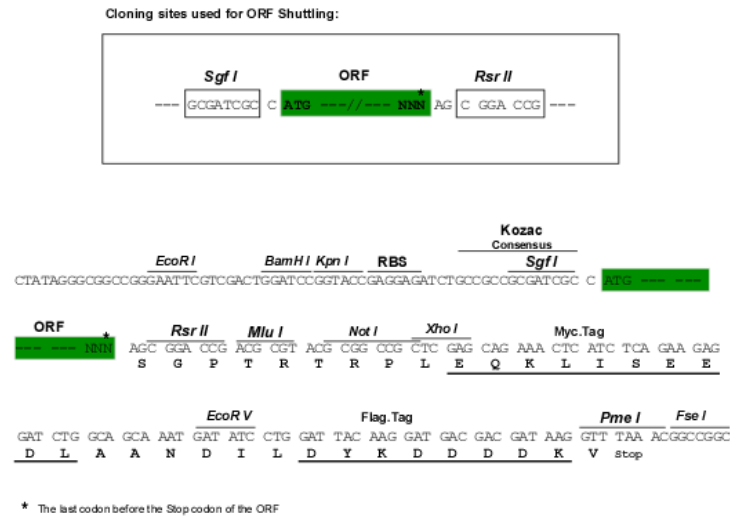 Cloning sites used for ORF Shuttling:
Sgf I ORF Rsr II
*
--- GCGATCGC C ATG ---//--- NNN AG C GGA CCG ---
Kozac
Consensus
EcoR I BamH I Kpn I RBS Sgf I
CTATAGGGCGGCCGGGAATTCGTCGACTGGATCCGGTACCGAGGAGATCTGCCGCCGCGATCGC C ATG --- ---
ORF * Rsr II Mlu I Not I Xho I Myc.Tag
--- --- NNN AGC GGA CCG ACG CGT ACG CGG CCG CTC GAG CAG AAA CTC ATC TCA GAA GAG
S G P T R T R P L E Q K L I S E E
EcoR V Flag.Tag Pme I Fse I
GAT CTG GCA GCA AAT GAT ATC CTG GAT TAC AAG GAT GAC GAC GAT AAG GTT TAA ACGGCCGGC
D L A A N D I L D Y K D D D D K V Stop
* The last codon before the Stop codon of the ORF